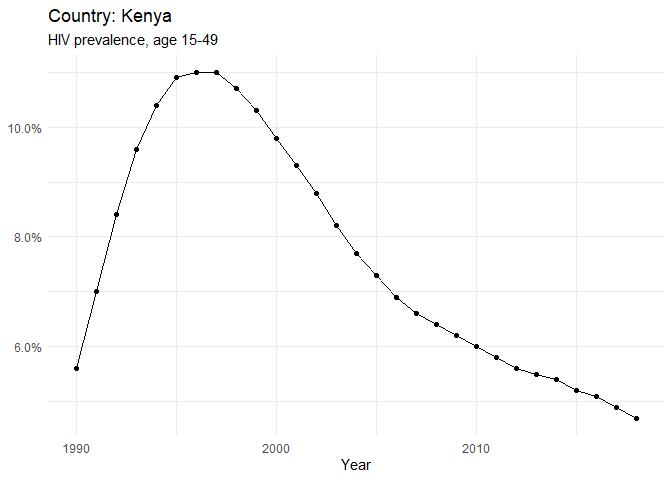 Country: Kenya
HIV prevalence, age 15-49
10.0%
8.0%
6.0%
1990 2000 2010
Year